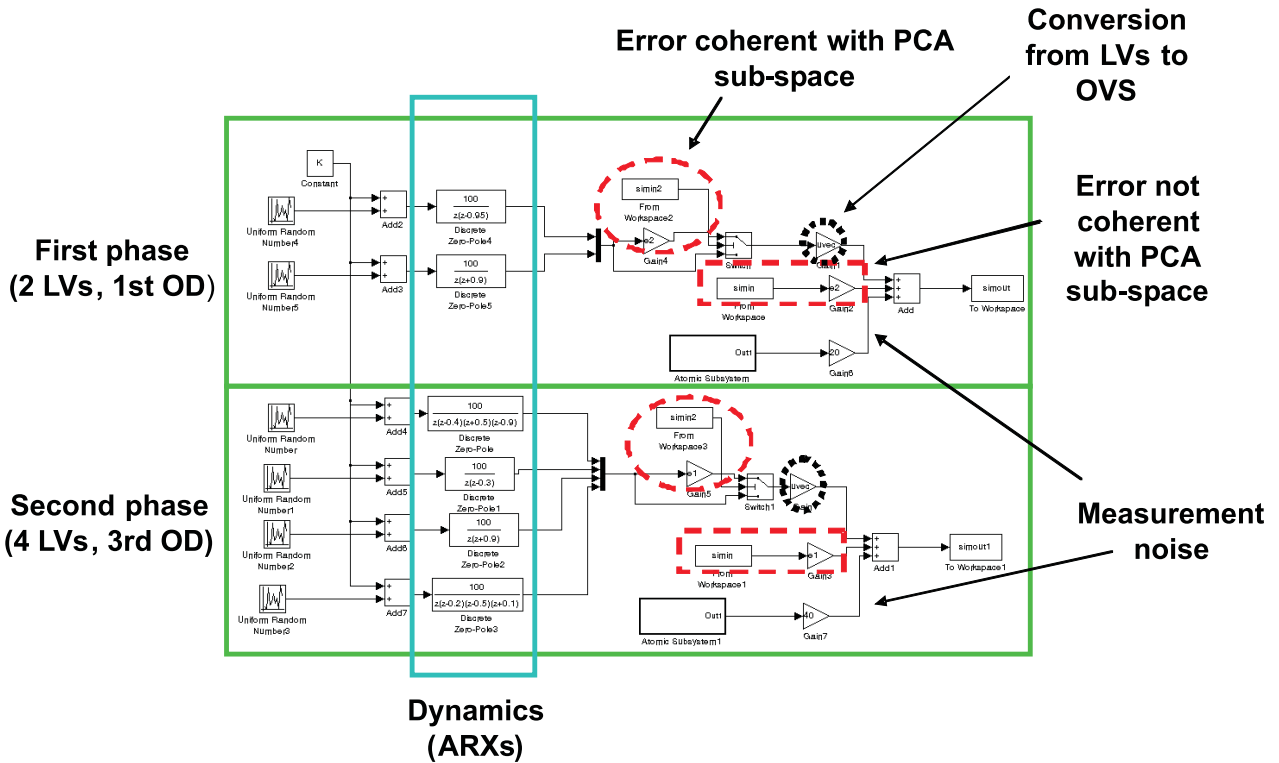 Error coherent with PCA
sub-space
Conversion
from LVs to
OVS
Error not
coherent
with PCA
sub-space
Measurement
noise
First phase
(2 LVs, 1st OD)
K
Constant
Uniform Random
Number4
Uniform Random
Number5
+
+
Add2
+
+
Add3
100
z(z-0.95)
Discrete
Zero-Pole4
100
z(z+0.9)
Discrete
Zero-Pole5
simin2
From
Workspace2
e2
Gain4
Switch
uvec
Gain1
simin
From
Workspace
e2
Gain2
+
+
+
Add
simout
To Workspace
Out1
Atomic Subsystem
20
Gain6
Second phase
(4 LVs, 3rd OD)
Uniform Random
Number
Uniform Random
Number1
Uniform Random
Number2
Uniform Random
Number3
+
+
Add4
+
+
Add5
+
+
Add6
+
+
Add7
100
z(z-0.4)(z+0.5)(z-0.9)
Discrete
Zero-Pole
100
z(z-0.3)
Discrete
Zero-Pole1
100
z(z+0.9)
Discrete
Zero-Pole2
100
z(z-0.2)(z-0.5)(z+0.1)
Discrete
Zero-Pole3
simin2
From
Workspace3
e1
Gain5
Switch1
uvec
simin
From
Workspace1
e1
Gain3
+
+
+
Add1
simout1
To Workspace1
Out1
Atomic Subsystem1
40
Gain7
Dynamics
(ARXs)